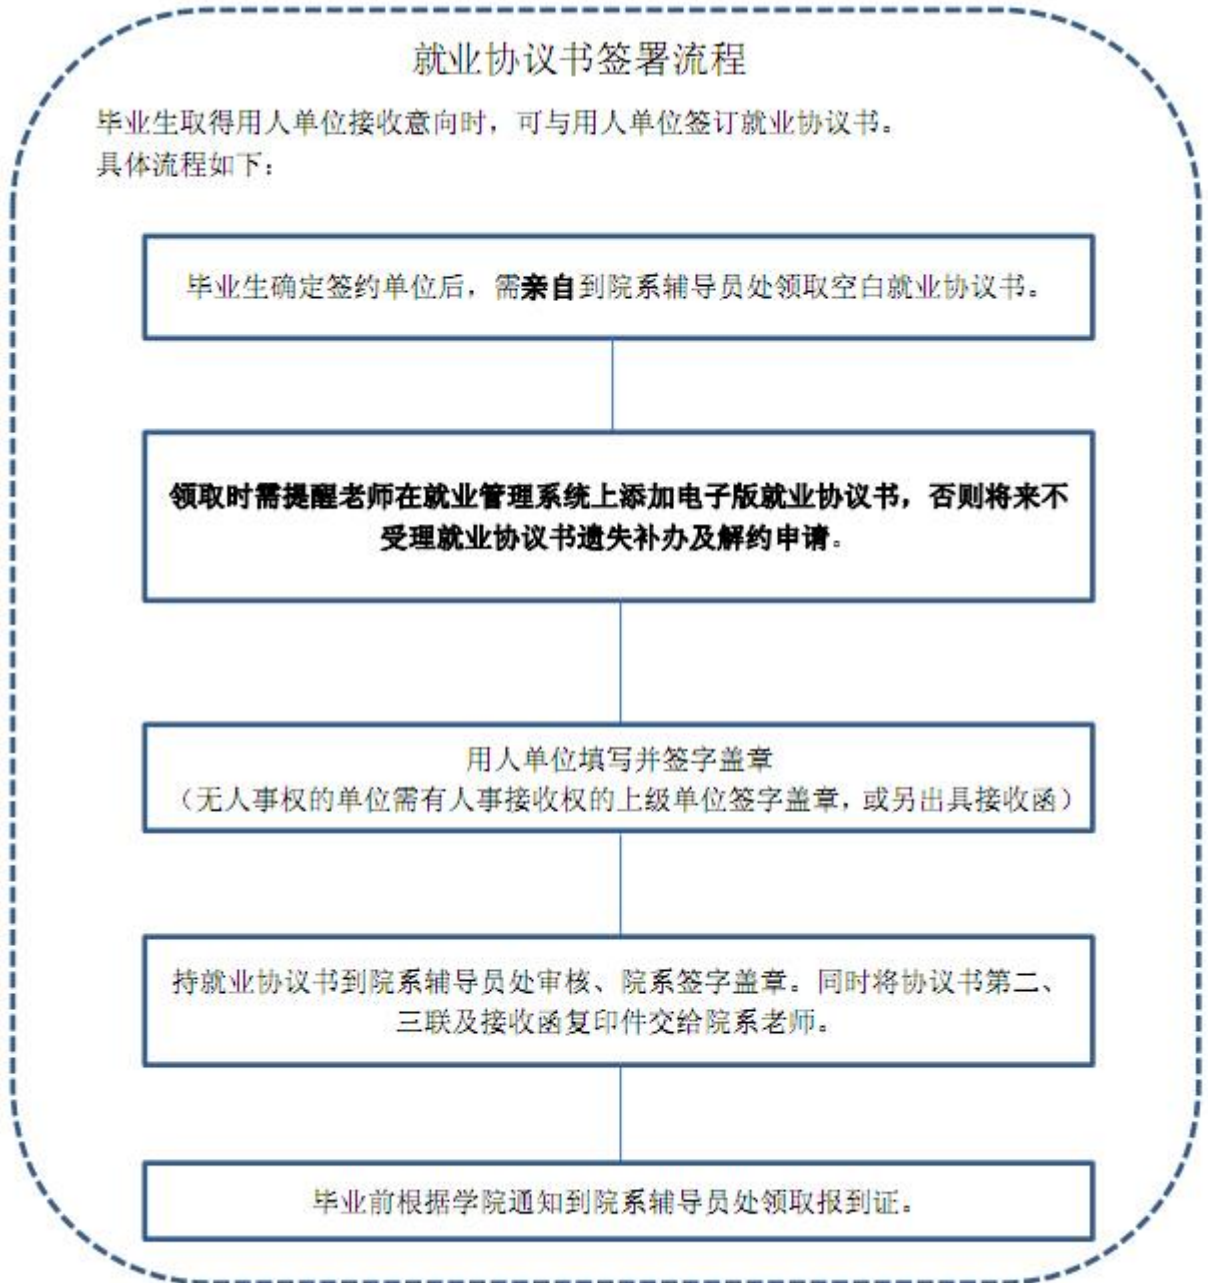 就业协议书签署流程
毕业生取得用人单位接收意向时，可与用人单位签订就业协议书。
具体流程如下：
毕业生确定签约单位后，需亲自到院系辅导员处领取空白就业协议书。
领取时需提醒老师在就业管理系统上添加电子版就业协议书，否则将来不
受理就业协议书遗失补办及解约申请。
用人单位填写并签字盖章
（无人事权的单位需有人事接收权的上级单位签字盖章，或另出具接收函）
持就业协议书到院系辅导员处审核、院系签字盖章。同时将协议书第二、
三联及接收函复印件交给院系老师。
毕业前根据学院通知到院系辅导员处领取报到证。